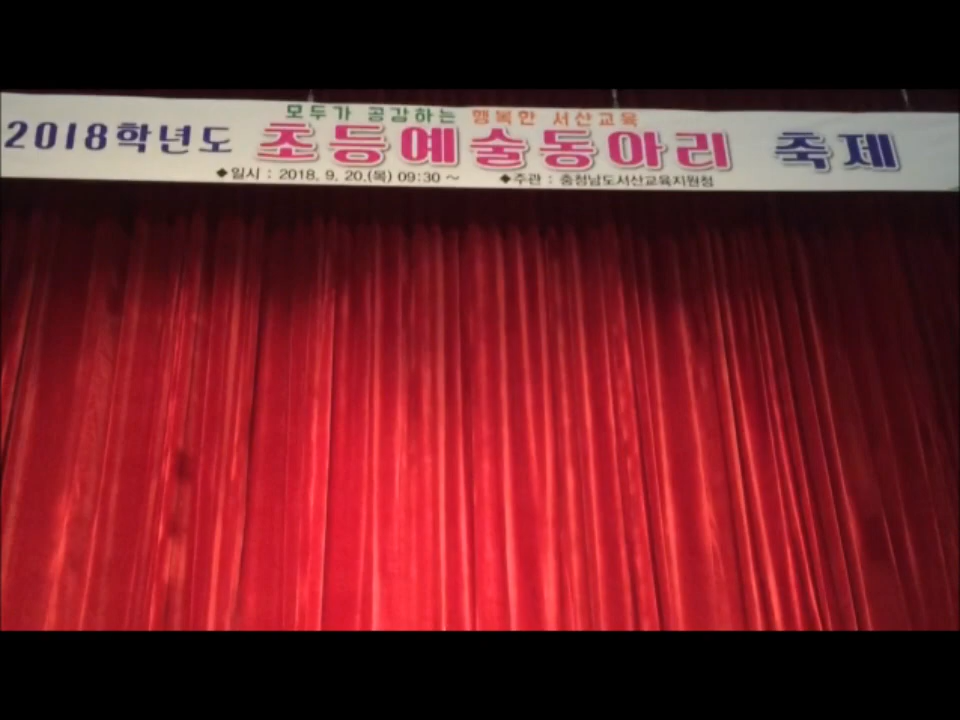 모두가 공감하는 행복한 서산교육
2018학년도 초등예술동아리 축제
◆일시 : 2018. 9. 20.(목) 09:30 ~ ◆주관 : 충청남도서산교육지원청